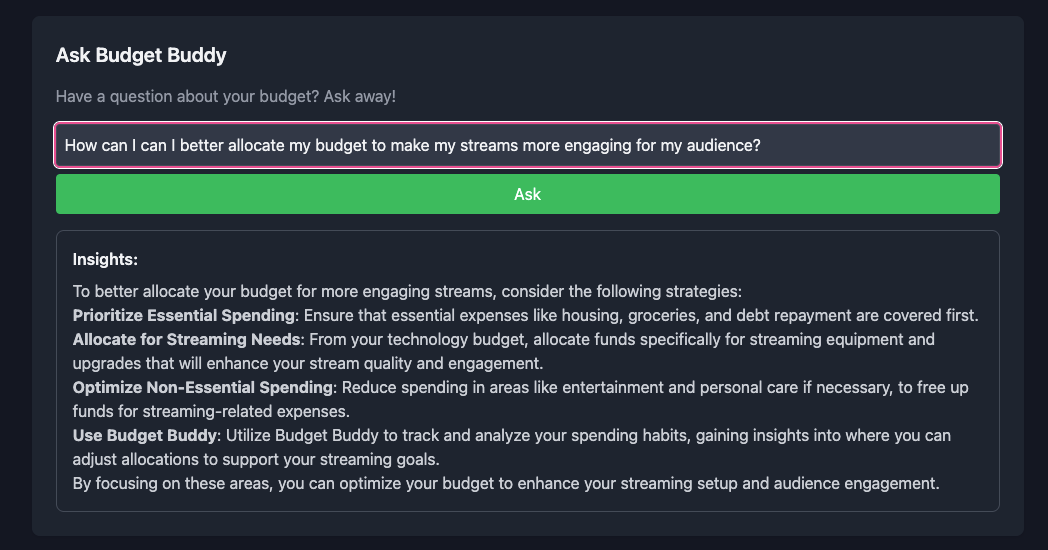 Ask Budget Buddy
Have a question about your budget? Ask away!
How can I can I better allocate my budget to make my streams more engaging for my audience?
Ask
Insights:
To better allocate your budget for more engaging streams, consider the following strategies:
Prioritize Essential Spending: Ensure that essential expenses like housing, groceries, and debt repayment are covered first.
Allocate for Streaming Needs: From your technology budget, allocate funds specifically for streaming equipment and
upgrades that will enhance your stream quality and engagement.
Optimize Non-Essential Spending: Reduce spending in areas like entertainment and personal care if necessary, to free up
funds for streaming-related expenses.
Use Budget Buddy: Utilize Budget Buddy to track and analyze your spending habits, gaining insights into where you can
adjust allocations to support your streaming goals.
By focusing on these areas, you can optimize your budget to enhance your streaming setup and audience engagement.